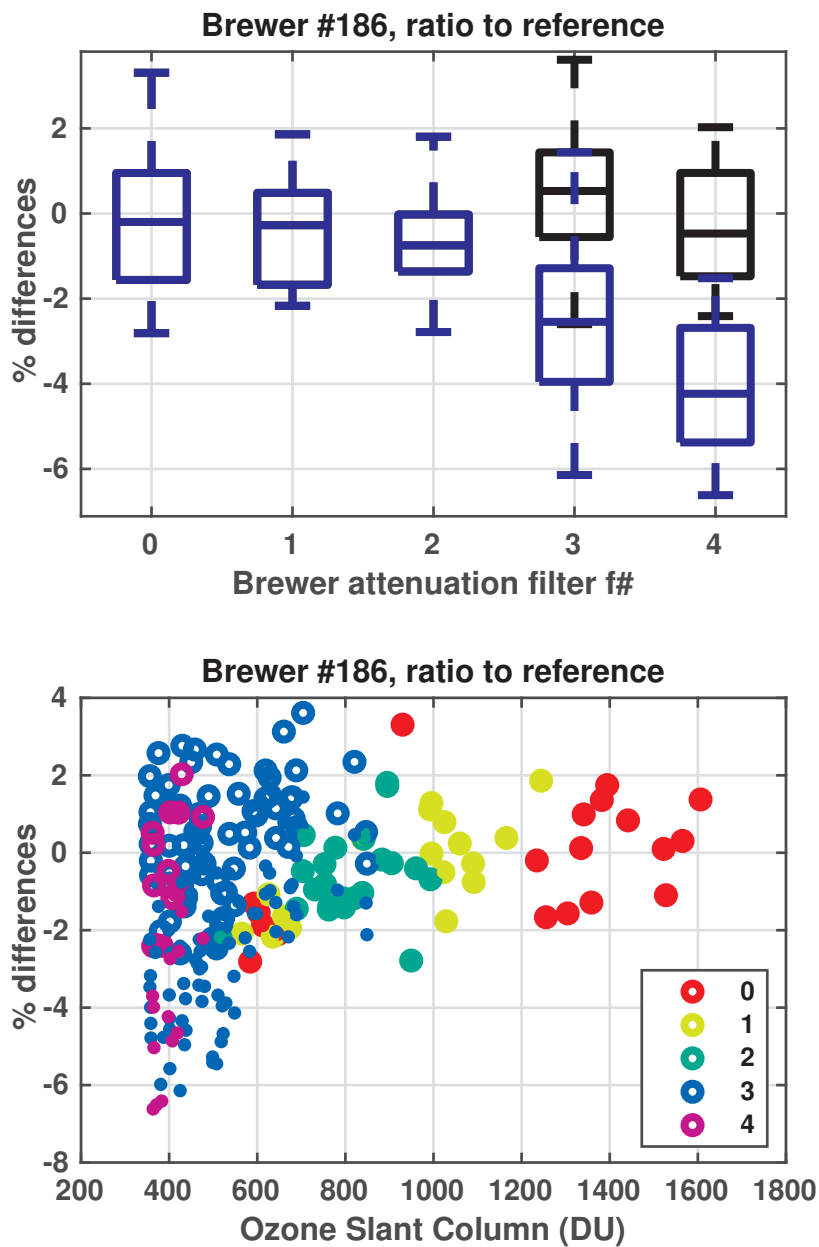 Brewer #186, ratio to reference
2
0
-2
-4
-6
% differences
0 1 2 3 4
Brewer attenuation filter f#
Brewer #186, ratio to reference
4
2
0
-2
-4
-6
-8
% differences
0
1
2
3
4
200 400 600 800 1000 1200 1400 1600 1800
Ozone Slant Column (DU)